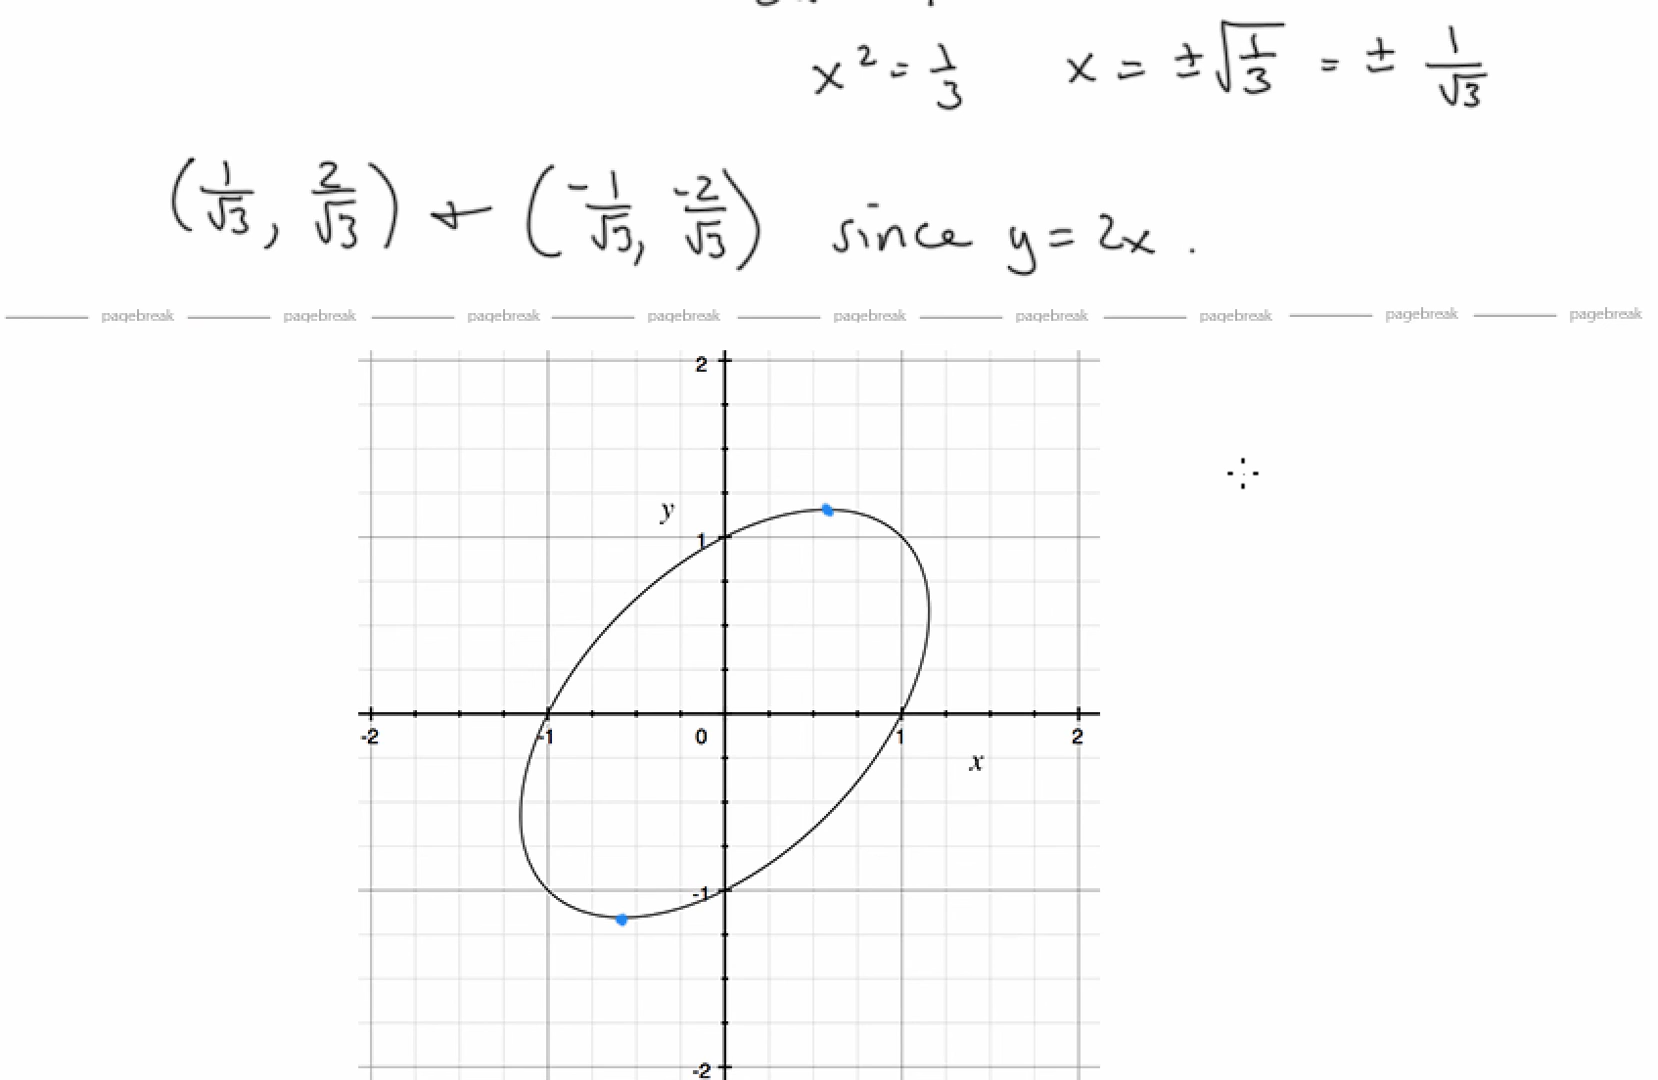 x² = 1/3 x = ±√(1/3) = ± 1/√3
(1/√3, 2/√3) + (-1/√3, -2/√3) since y = 2x .
pagebreak pagebreak pagebreak pagebreak pagebreak pagebreak pagebreak pagebreak pagebreak
2
y
1
-2 -1 0 1 2
x
-1
-2